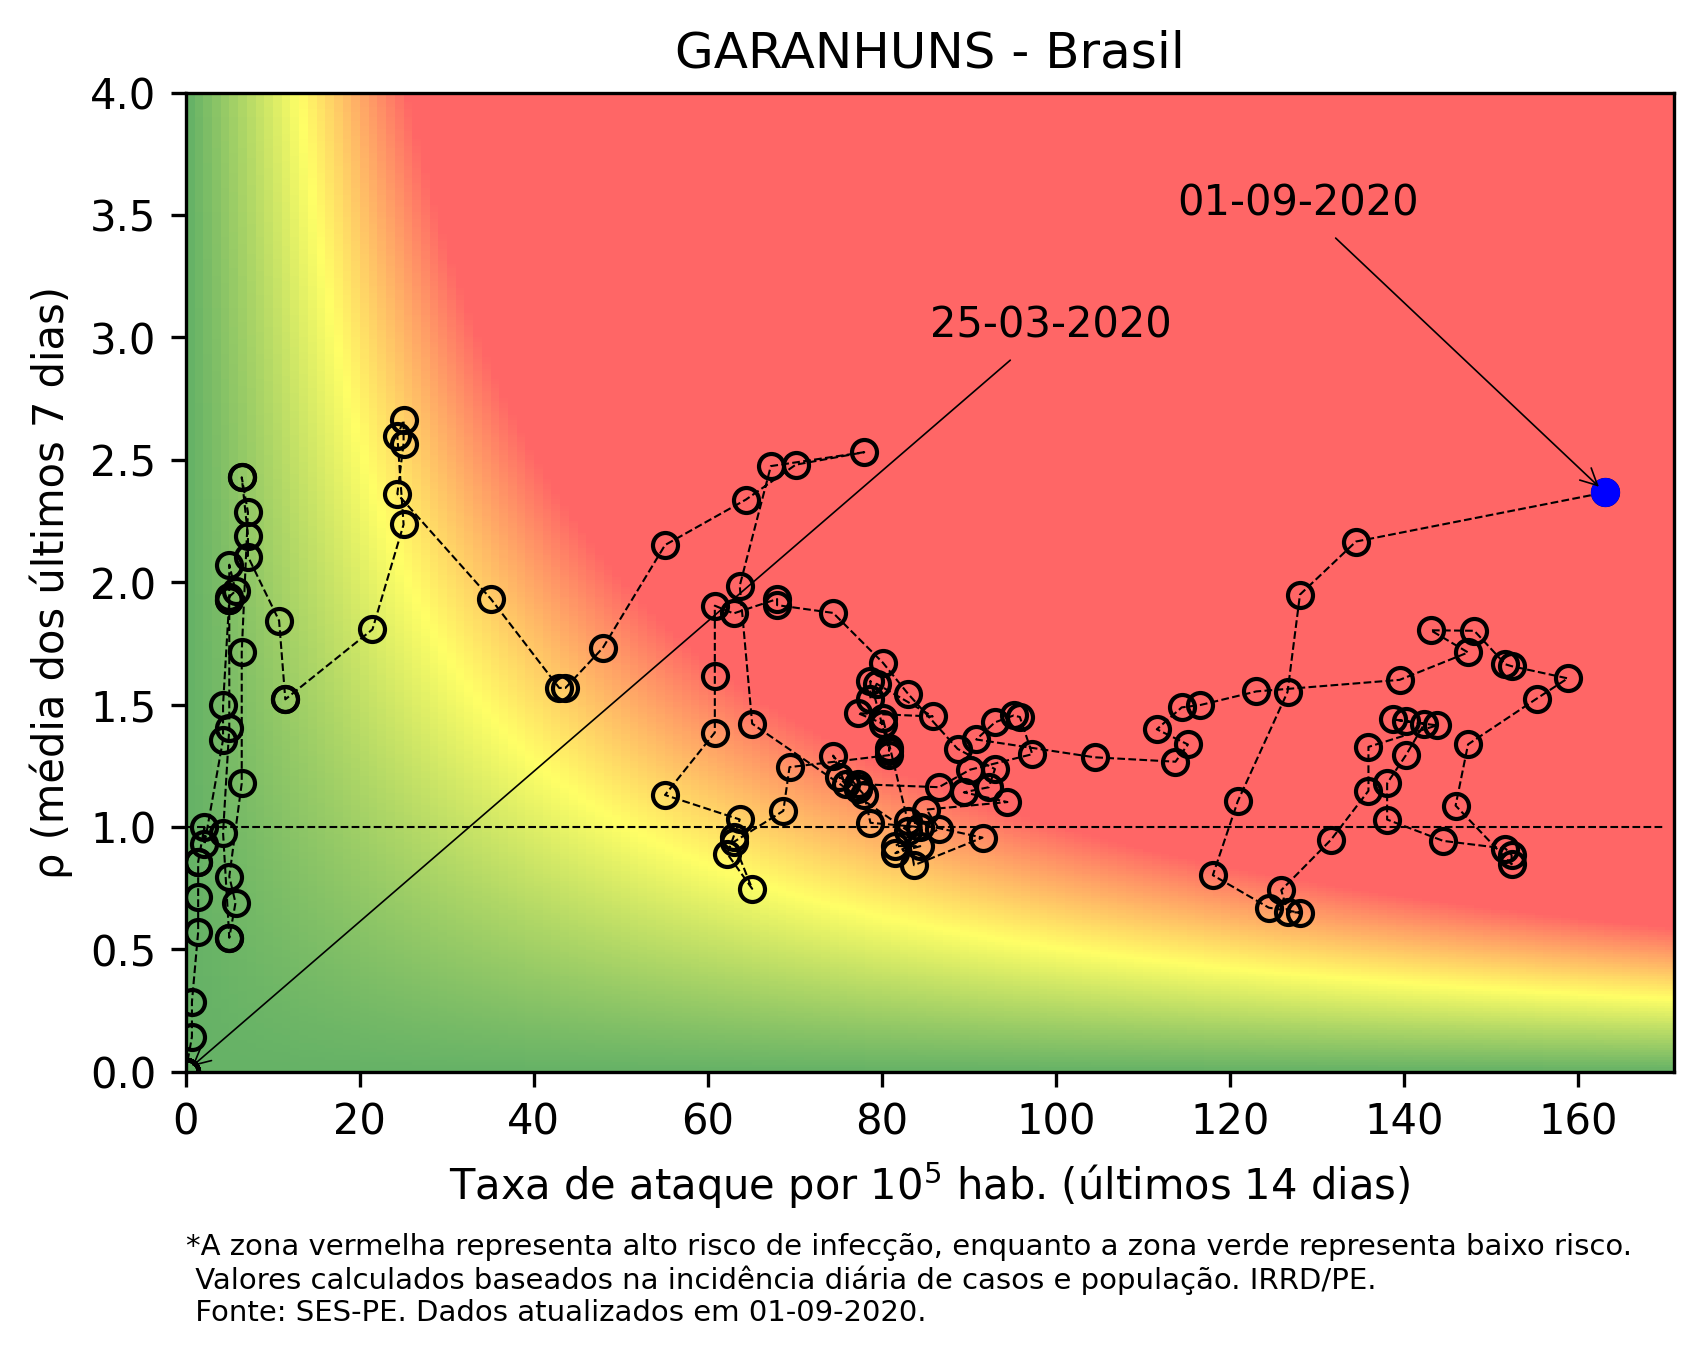 GARANHUNS - Brasil
4.0
3.5
3.0
2.5
2.0
1.5
1.0
0.5
0.0
ρ (média dos últimos 7 dias)
01-09-2020
25-03-2020
0 20 40 60 80 100 120 140 160
Taxa de ataque por 10⁵ hab. (últimos 14 dias)
*A zona vermelha representa alto risco de infecção, enquanto a zona verde representa baixo risco.
Valores calculados baseados na incidência diária de casos e população. IRRD/PE.
Fonte: SES-PE. Dados atualizados em 01-09-2020.